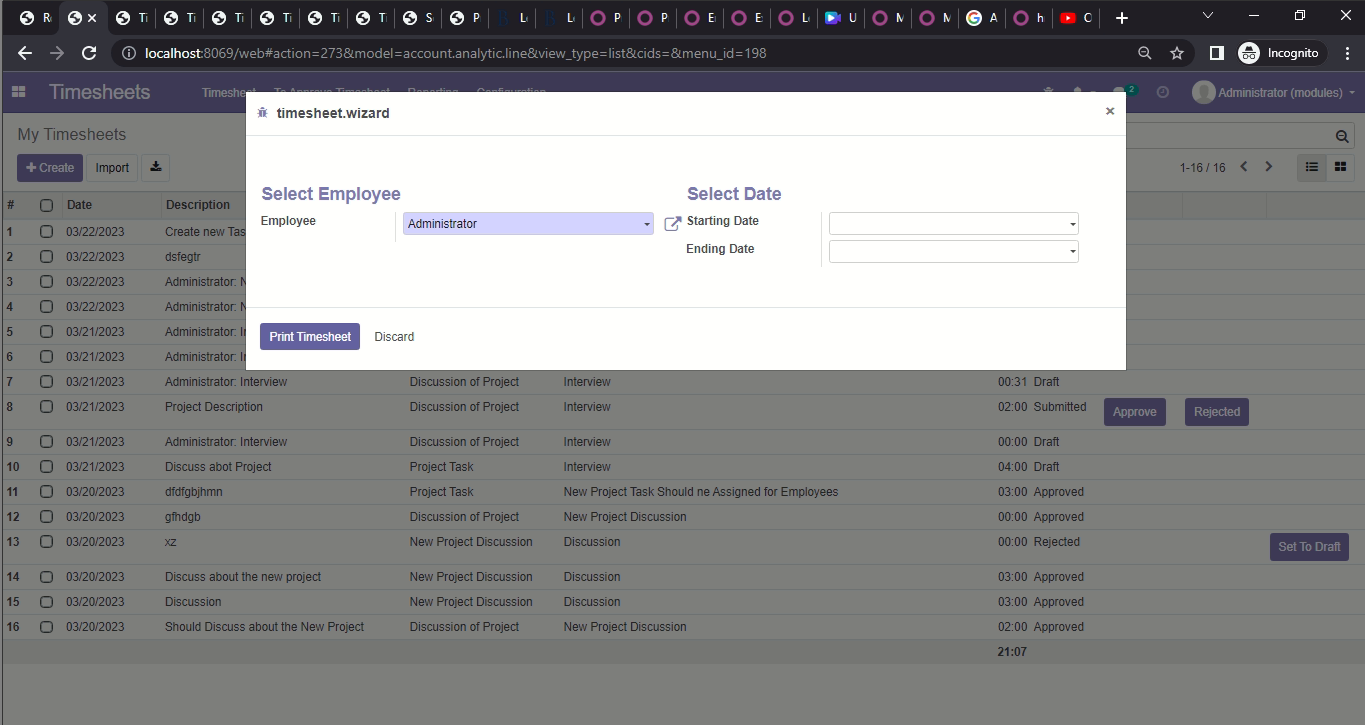 localhost:8069/web#action=273&model=account.analytic.line&view_type=list&cids=&menu_id=198
Incognito
Timesheets
2
Administrator (modules)
timesheet.wizard
×
My Timesheets
+ Create
Import
1-16 / 16
Select Employee
Select Date
Employee
Administrator
Starting Date
Ending Date
Print Timesheet
Discard
# Date Description
1 03/22/2023 Create new
2 03/22/2023 dsfegtr
3 03/22/2023 Administrator:
4 03/22/2023 Administrator:
5 03/21/2023 Administrator:
6 03/21/2023 Administrator:
7 03/21/2023 Administrator: Interview Discussion of Project Interview 00:31 Draft
8 03/21/2023 Project Description Discussion of Project Interview 02:00 Submitted Approve Rejected
9 03/21/2023 Administrator: Interview Discussion of Project Interview 00:00 Draft
10 03/21/2023 Discuss abot Project Project Task Interview 04:00 Draft
11 03/20/2023 dfdfgbjhmn Project Task New Project Task Should ne Assigned for Employees 03:00 Approved
12 03/20/2023 gfhdgb Discussion of Project New Project Discussion 00:00 Approved
13 03/20/2023 xz New Project Discussion Discussion 00:00 Rejected Set To Draft
14 03/20/2023 Discuss about the new project New Project Discussion Discussion 03:00 Approved
15 03/20/2023 Discussion New Project Discussion Discussion 03:00 Approved
16 03/20/2023 Should Discuss about the New Project Discussion of Project New Project Discussion 02:00 Approved
21:07